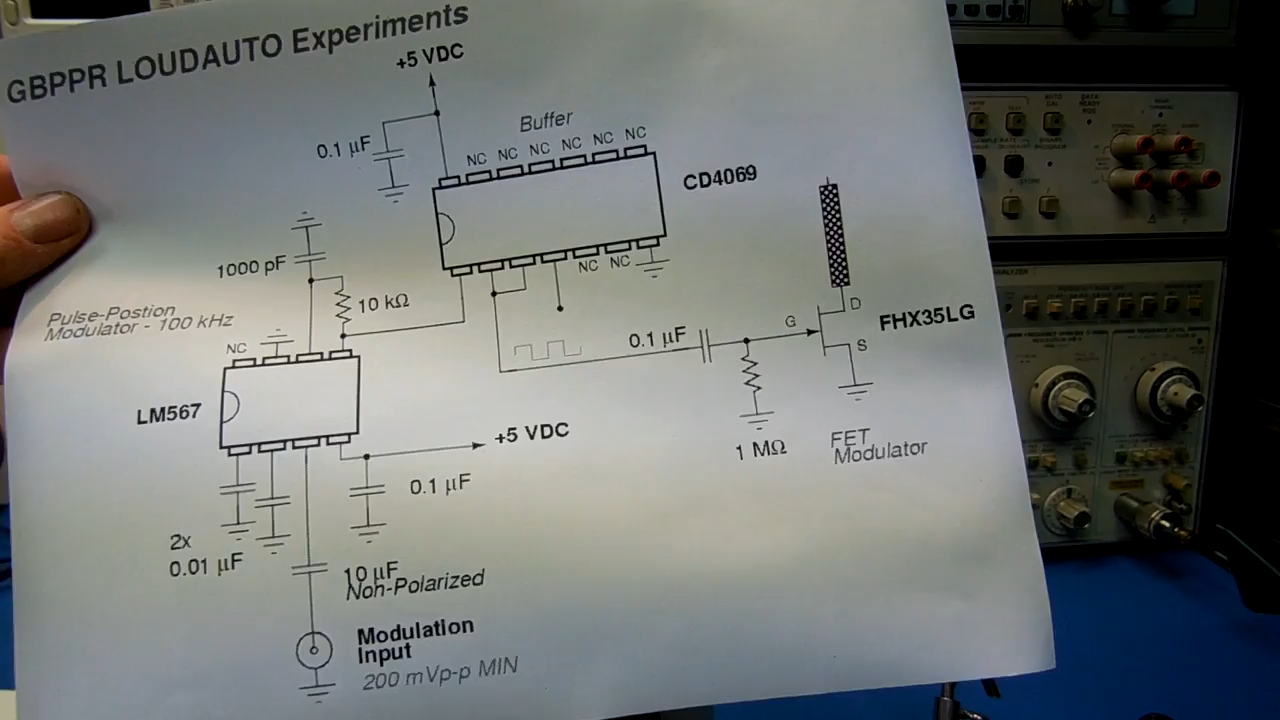 GBPPR LOUDAUTO Experiments
+5 VDC
Buffer
0.1 µF
NC NC NC NC NC NC
CD4069
1000 pF
NC NC
10 kΩ
Pulse-Postion
Modulator - 100 kHz
NC
0.1 µF
G
D
S
FHX35LG
LM567
+5 VDC
1 MΩ
FET
Modulator
0.1 µF
2x
0.01 µF
10 µF
Non-Polarized
Modulation
Input
200 mVp-p MIN